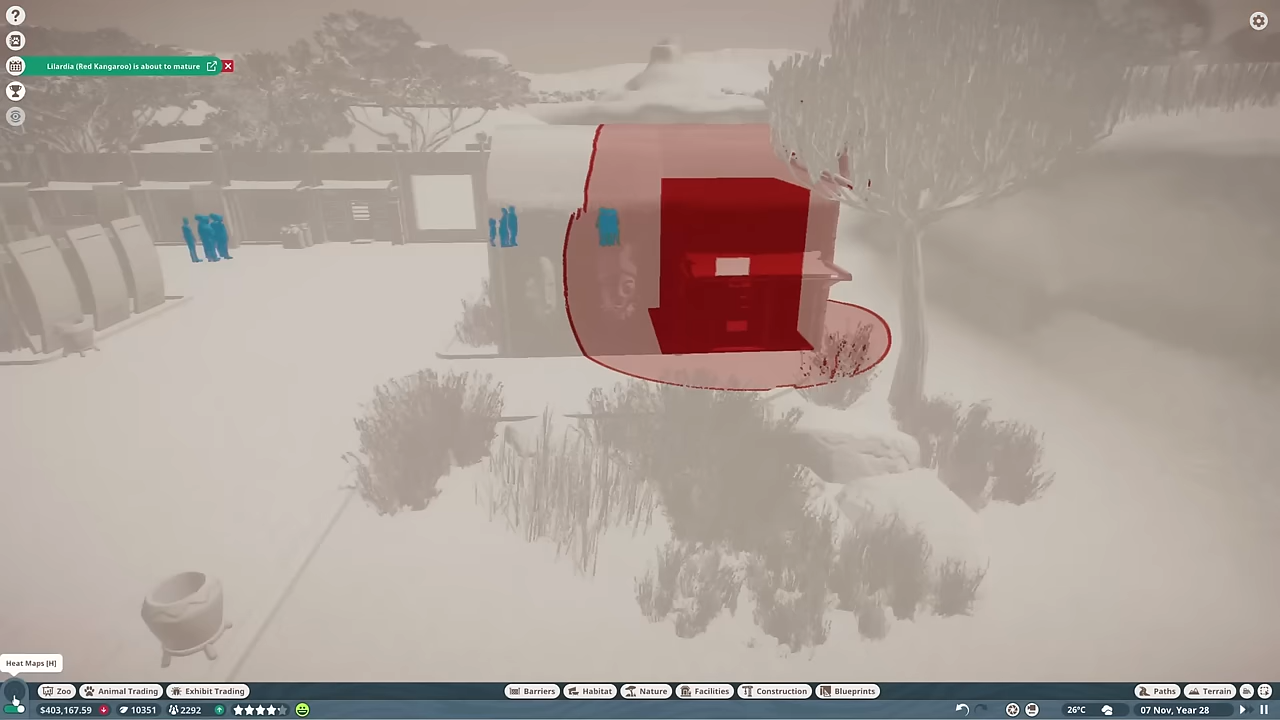 ?
Lilardia (Red Kangaroo) is about to mature
Heat Maps [H]
Zoo
Animal Trading
Exhibit Trading
Barriers
Habitat
Nature
Facilities
Construction
Blueprints
Paths
Terrain
$403,167.59
10351
2292
26°C
07 Nov, Year 28